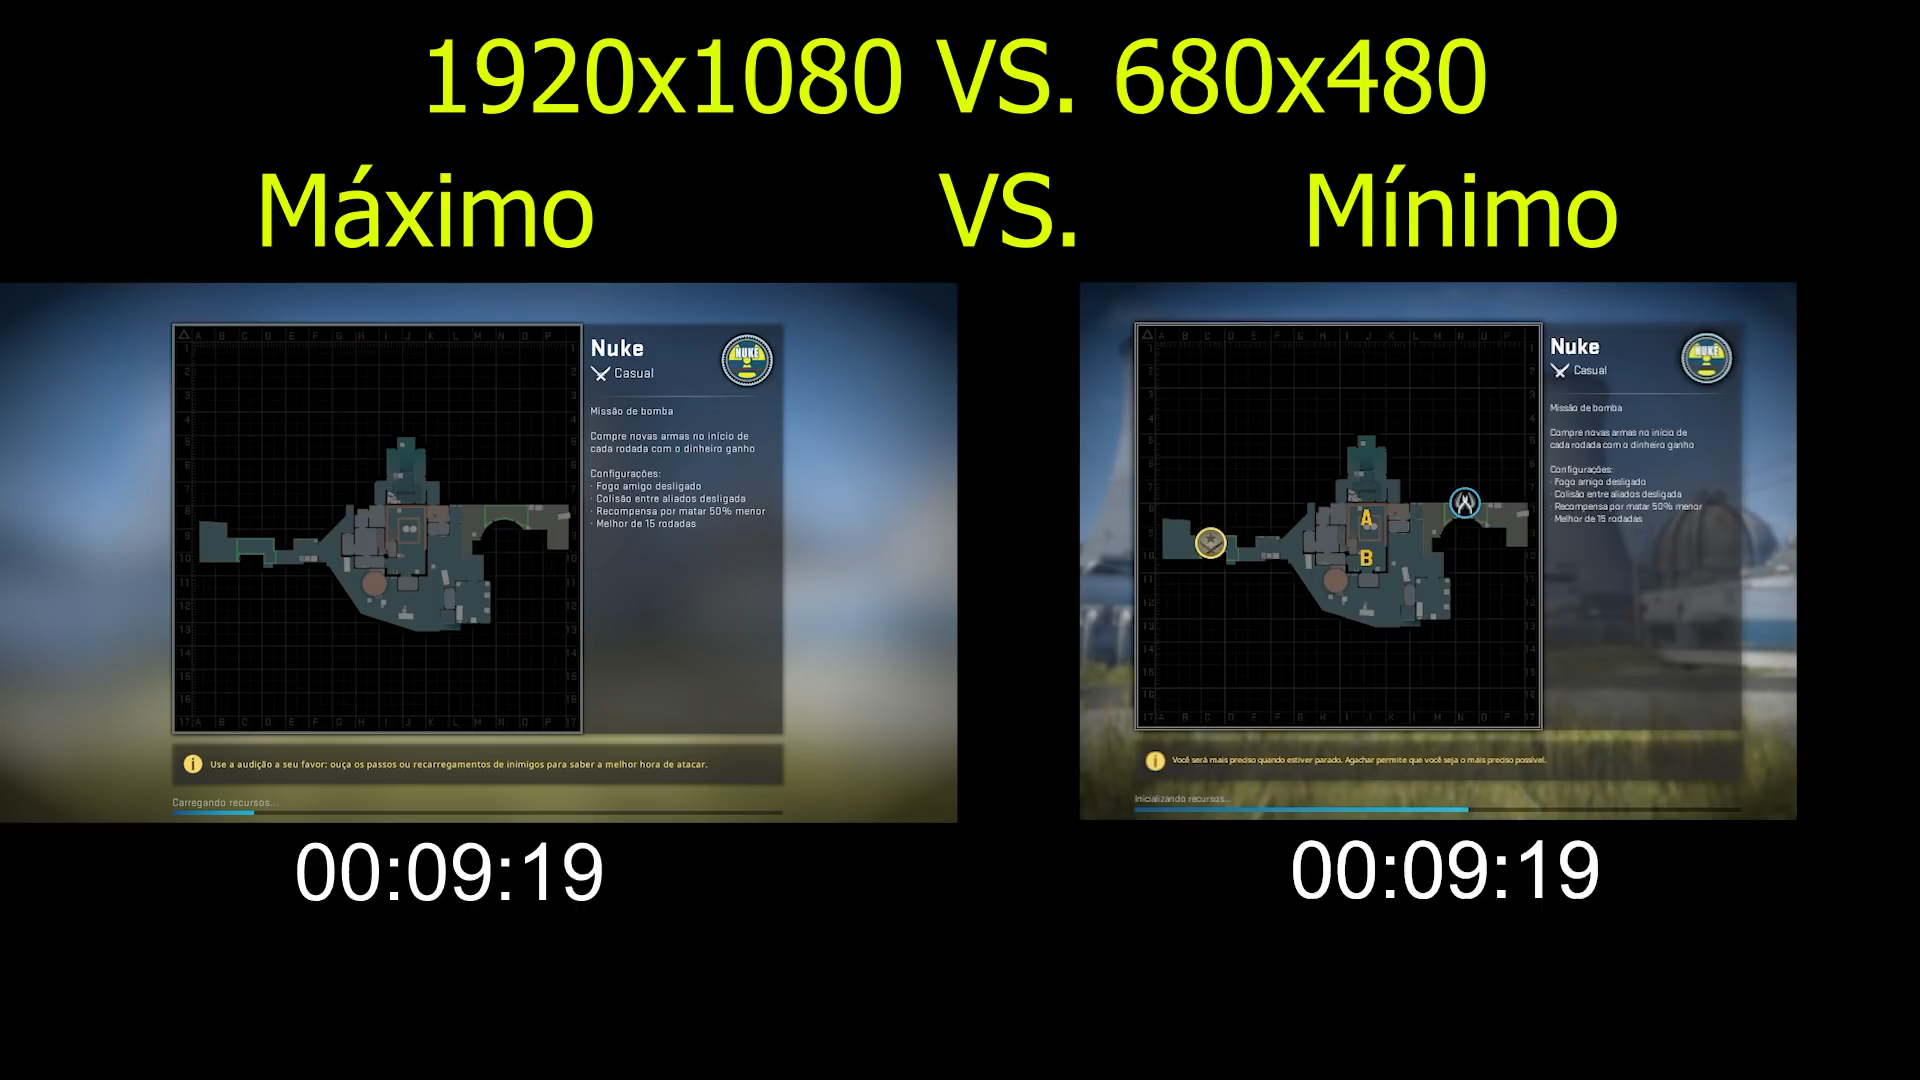 1920x1080 VS. 680x480
Máximo VS. Mínimo
Nuke
Casual
NUKE
Missão de bomba
Compre novas armas no início de
cada rodada com o dinheiro ganho
Configurações:
· Fogo amigo desligado
· Colisão entre aliados desligada
· Recompensa por matar 50% menor
· Melhor de 15 rodadas
Use a audição a seu favor: ouça os passos ou recarregamentos de inimigos para saber a melhor hora de atacar.
Carregando recursos...
00:09:19
A
B
Nuke
Casual
NUKE
Missão de bomba
Compre novas armas no início de
cada rodada com o dinheiro ganho
Configurações:
· Fogo amigo desligado
· Colisão entre aliados desligada
· Recompensa por matar 50% menor
· Melhor de 15 rodadas
Você será mais preciso quando estiver parado. Agachar permite que você seja o mais preciso possível.
Inicializando recursos...
00:09:19